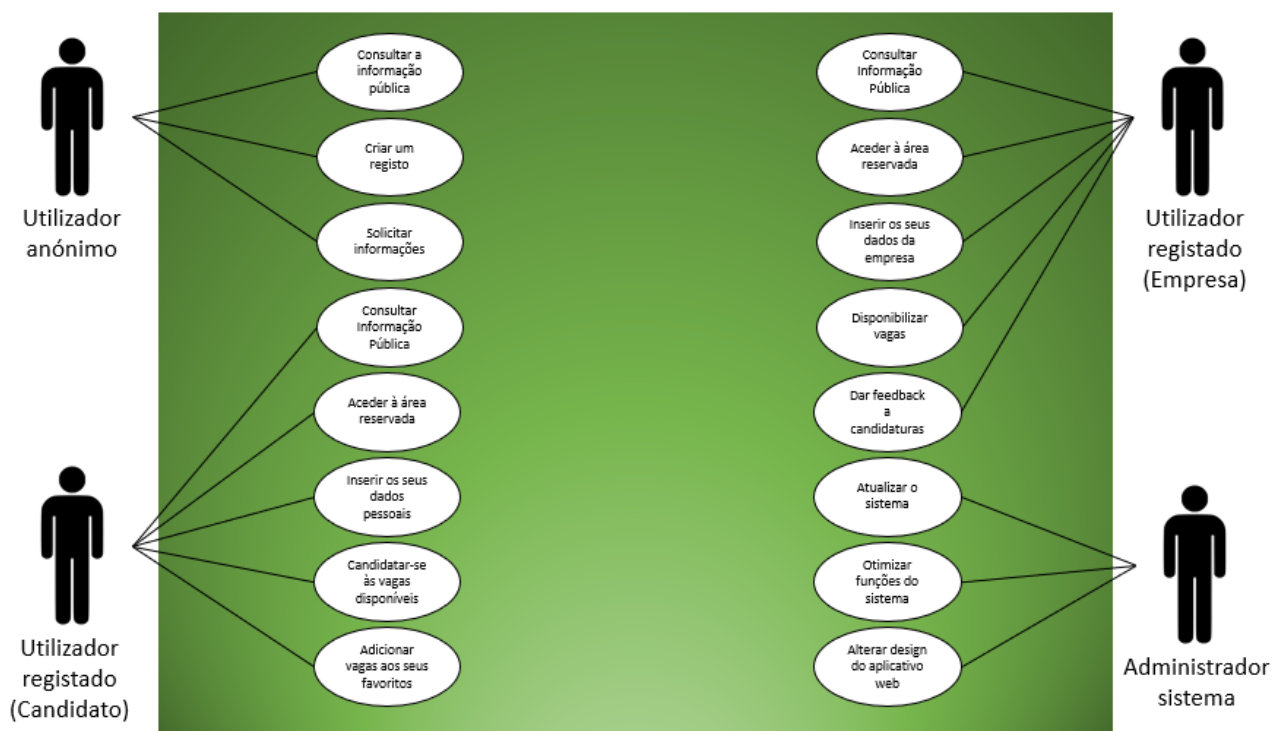 Utilizador
anónimo
Consultar a
informação
pública
Criar um
registo
Solicitar
informações
Utilizador
registado
(Candidato)
Consultar
Informação
Pública
Aceder à área
reservada
Inserir os seus
dados
pessoais
Candidatar-se
às vagas
disponíveis
Adicionar
vagas aos seus
favoritos
Utilizador
registado
(Empresa)
Consultar
Informação
Pública
Aceder à área
reservada
Inserir os seus
dados da
empresa
Disponibilizar
vagas
Dar feedback
a
candidaturas
Administrador
sistema
Atualizar o
sistema
Otimizar
funções do
sistema
Alterar design
do aplicativo
web